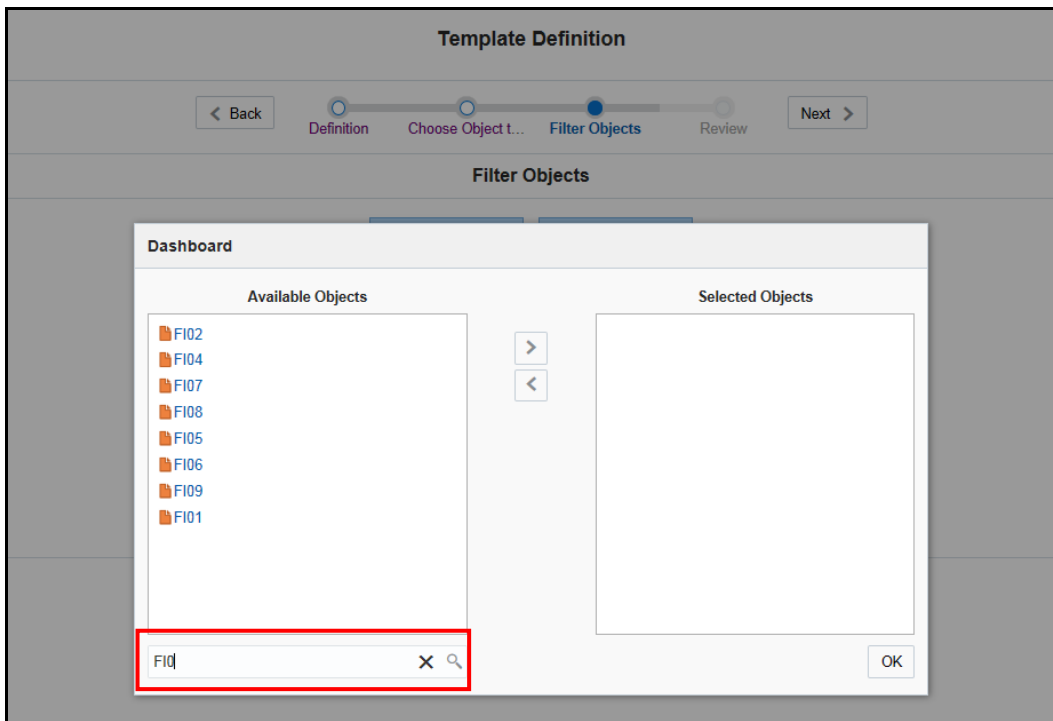 Template Definition
Back
Definition
Choose Object t...
Filter Objects
Review
Next
Filter Objects
Dashboard
Available Objects
Selected Objects
FI02
FI04
FI07
FI08
FI05
FI06
FI09
FI01
FI0
OK